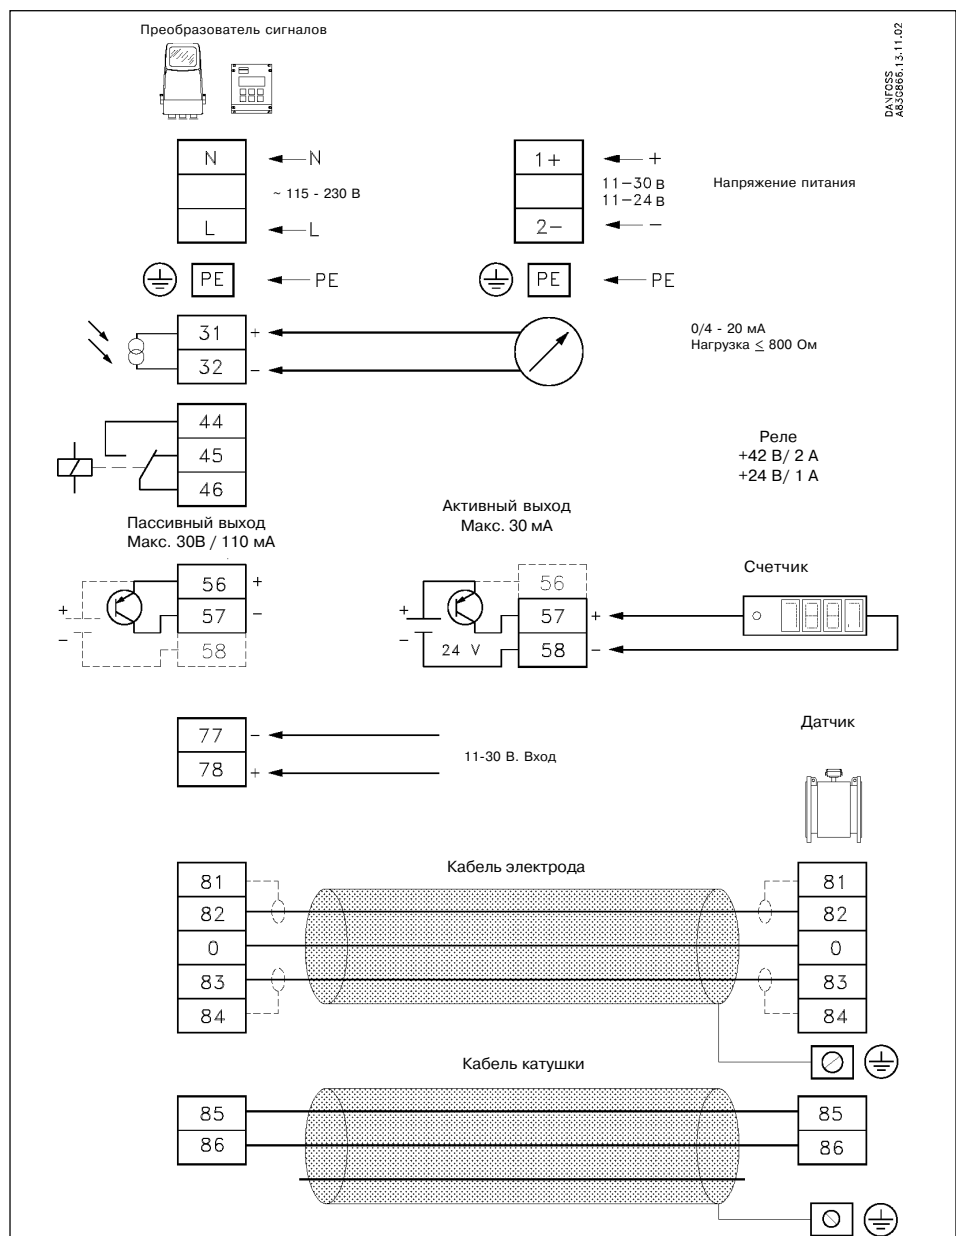 Преобразователь сигналов
DANFOSS
A83G866.13.11.02
N
N
~ 115 - 230 В
L
L
1+
+
11–30 В
11–24 В
2–
–
Напряжение питания
PE
PE
PE
PE
31
+
32
–
0/4 - 20 мА
Нагрузка ≤ 800 Ом
44
45
46
Реле
+42 В/ 2 А
+24 В/ 1 А
Пассивный выход
Макс. 30В / 110 мА
Активный выход
Макс. 30 мА
Счетчик
+
–
56
+
57
–
58
+
–
24 V
56
57
+
58
–
77
–
78
+
11-30 В. Вход
Датчик
Кабель электрода
81
82
0
83
84
81
82
0
83
84
Кабель катушки
85
86
85
86